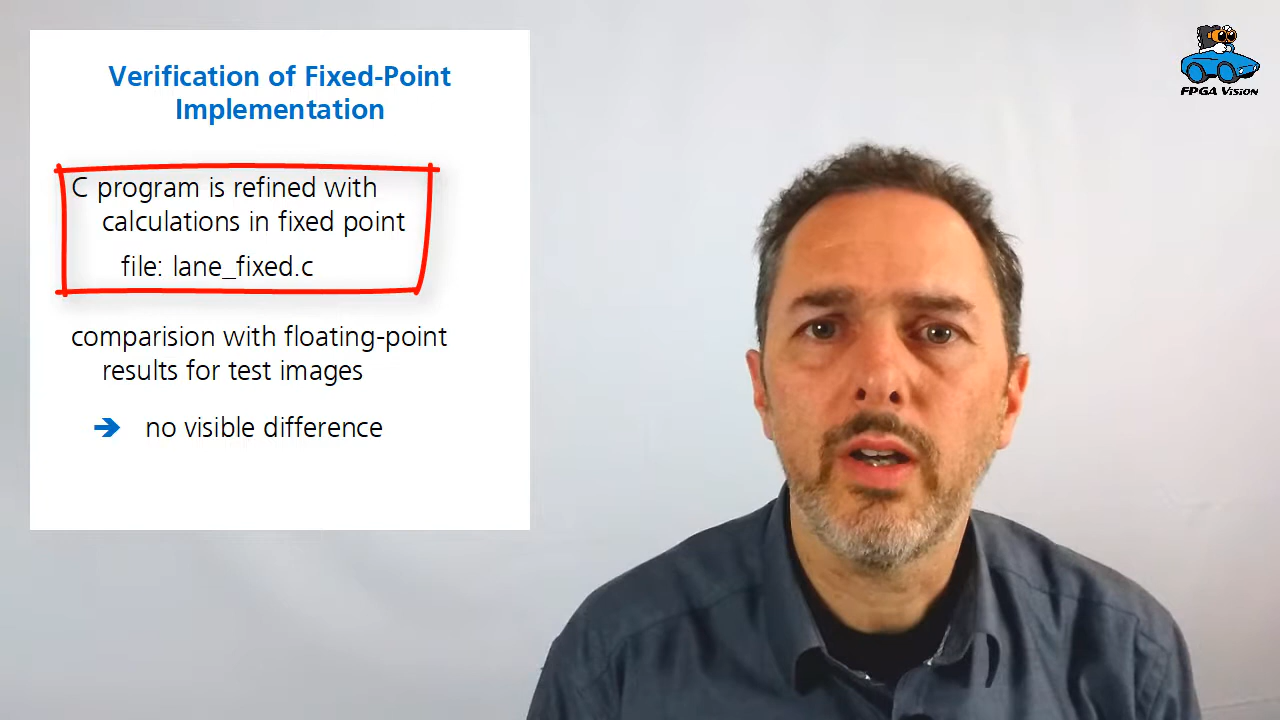 Verification of Fixed-Point
Implementation
C program is refined with
calculations in fixed point
file: lane_fixed.c
comparision with floating-point
results for test images
➔ no visible difference
FPGA Vision